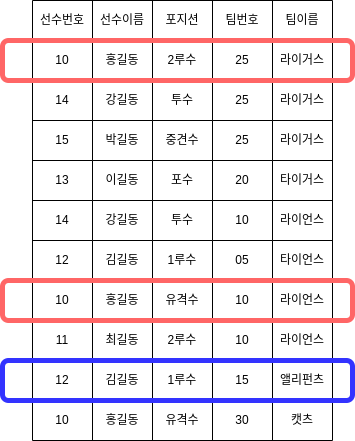 선수번호 선수이름 포지션 팀번호 팀이름
10 홍길동 2루수 25 라이거스
14 강길동 투수 25 라이거스
15 박길동 중견수 25 라이거스
13 이길동 포수 20 타이거스
14 강길동 투수 10 라이언스
12 김길동 1루수 05 타이언스
10 홍길동 유격수 10 라이언스
11 최길동 2루수 10 라이언스
12 김길동 1루수 15 앨리펀츠
10 홍길동 유격수 30 캣츠